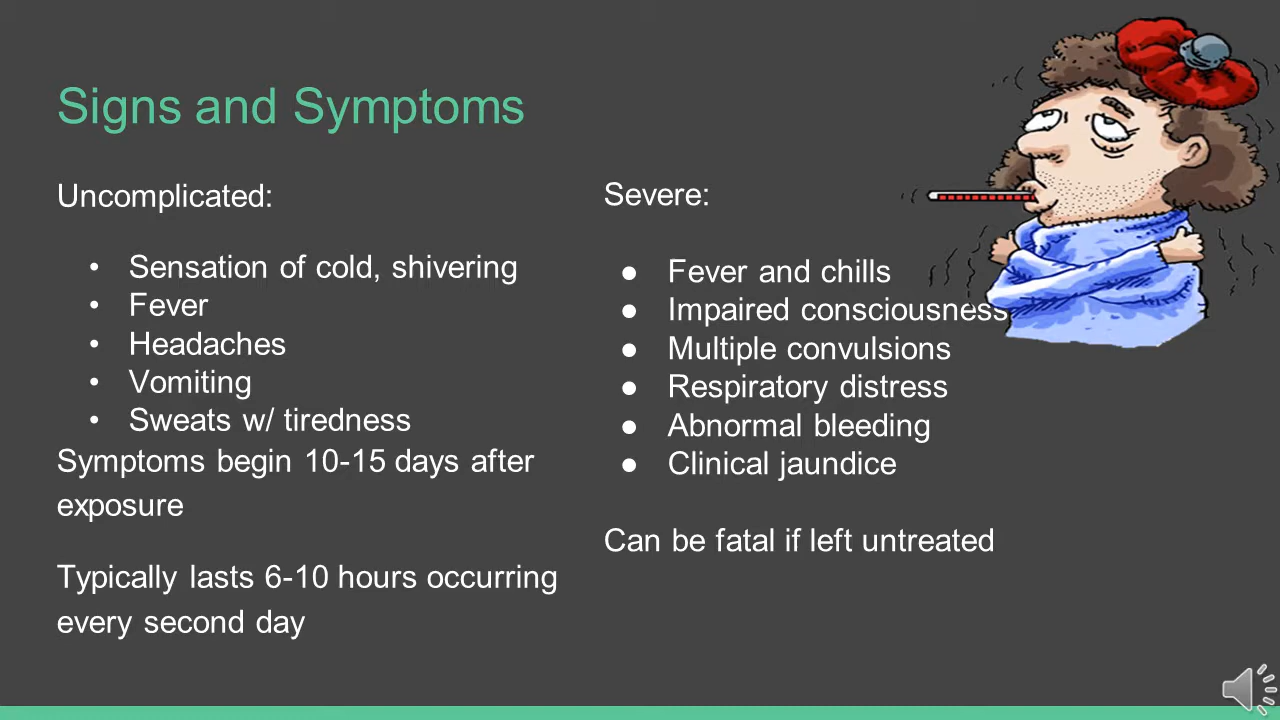 Signs and Symptoms
Uncomplicated:
• Sensation of cold, shivering
• Fever
• Headaches
• Vomiting
• Sweats w/ tiredness
Symptoms begin 10-15 days after
exposure
Typically lasts 6-10 hours occurring
every second day
Severe:
● Fever and chills
● Impaired consciousness
● Multiple convulsions
● Respiratory distress
● Abnormal bleeding
● Clinical jaundice
Can be fatal if left untreated